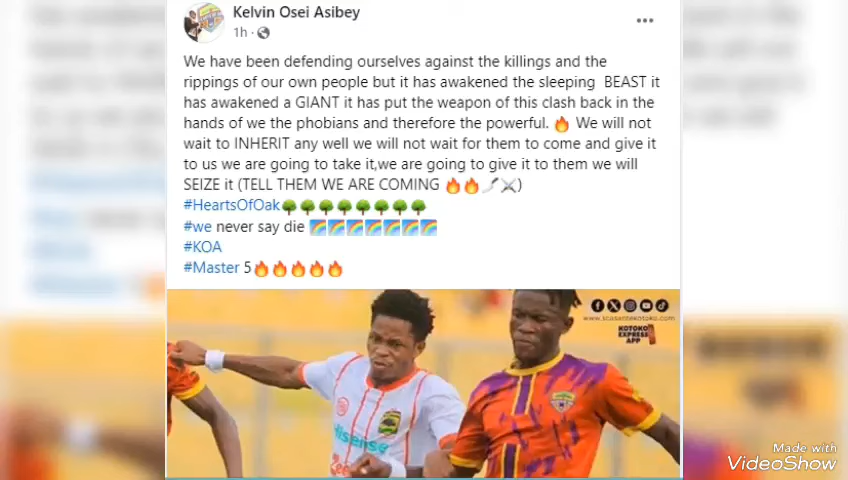 Kelvin Osei Asibey
1h
We have been defending ourselves against the killings and the
rippings of our own people but it has awakened the sleeping BEAST it
has awakened a GIANT it has put the weapon of this clash back in the
hands of we the phobians and therefore the powerful. 🔥 We will not
wait to INHERIT any well we will not wait for them to come and give it
to us we are going to take it,we are going to give it to them we will
SEIZE it (TELL THEM WE ARE COMING 🔥🔥🔪⚔️)
#HeartsOfOak🌳🌳🌳🌳🌳🌳🌳🌳
#we never say die 🌈🌈🌈🌈🌈🌈🌈
#KOA
#Master 5🔥🔥🔥🔥🔥
www.scasantekotoko.com
KOTOKO
EXPRESS
APP
Hisense
Made with
VideoShow